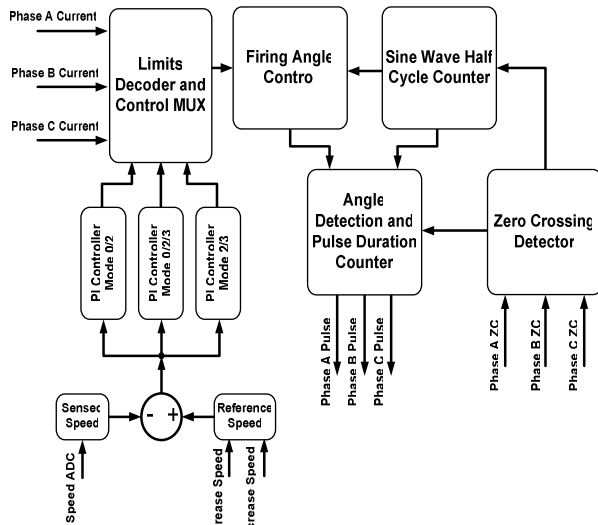 Phase A Current
Phase B Current
Phase C Current
Limits
Decoder and
Control MUX
Firing Angle
Contro
Sine Wave Half
Cycle Counter
Angle
Detection and
Pulse Duration
Counter
Zero Crossing
Detector
PI Controller
Mode 0/2
PI Controller
Mode 0/2/3
PI Controller
Mode 2/3
Phase A Pulse
Phase B Pulse
Phase C Pulse
Phase A ZC
Phase B ZC
Phase C ZC
Sensed
Speed
- +
Reference
Speed
Speed ADC
rease Speed
crease Speed